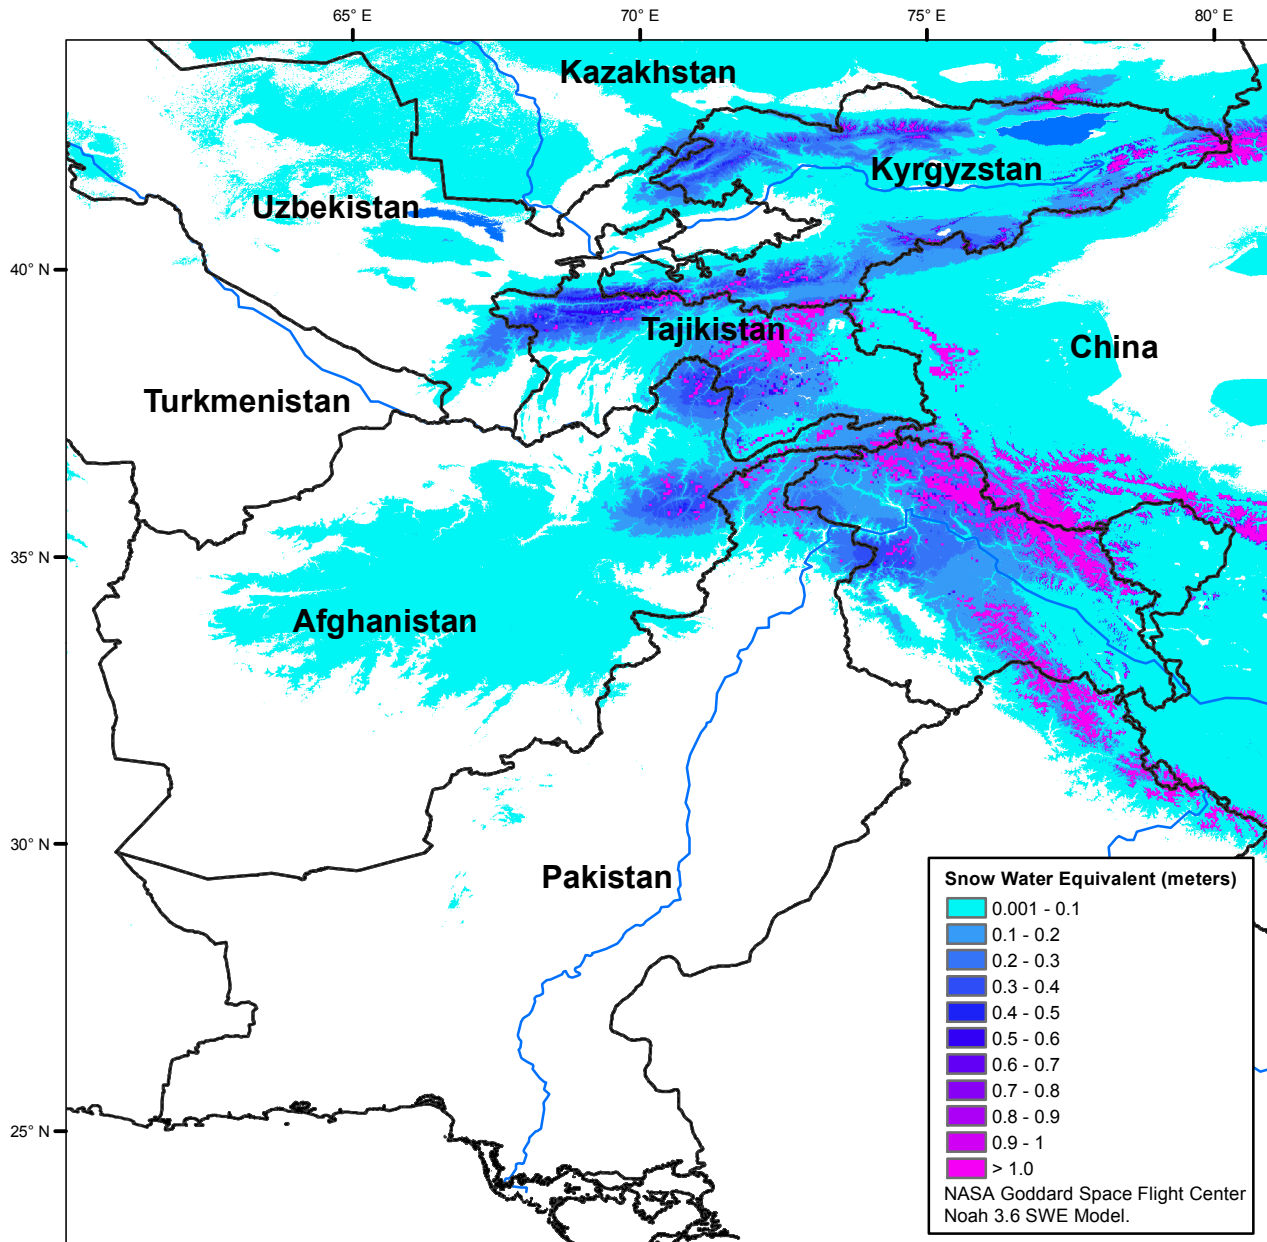 65° E
70° E
75° E
80° E
Kazakhstan
Kyrgyzstan
Uzbekistan
40° N
Tajikistan
China
Turkmenistan
35° N
Afghanistan
30° N
Pakistan
25° N
Snow Water Equivalent (meters)
0.001 - 0.1
0.1 - 0.2
0.2 - 0.3
0.3 - 0.4
0.4 - 0.5
0.5 - 0.6
0.6 - 0.7
0.7 - 0.8
0.8 - 0.9
0.9 - 1
> 1.0
NASA Goddard Space Flight Center
Noah 3.6 SWE Model.